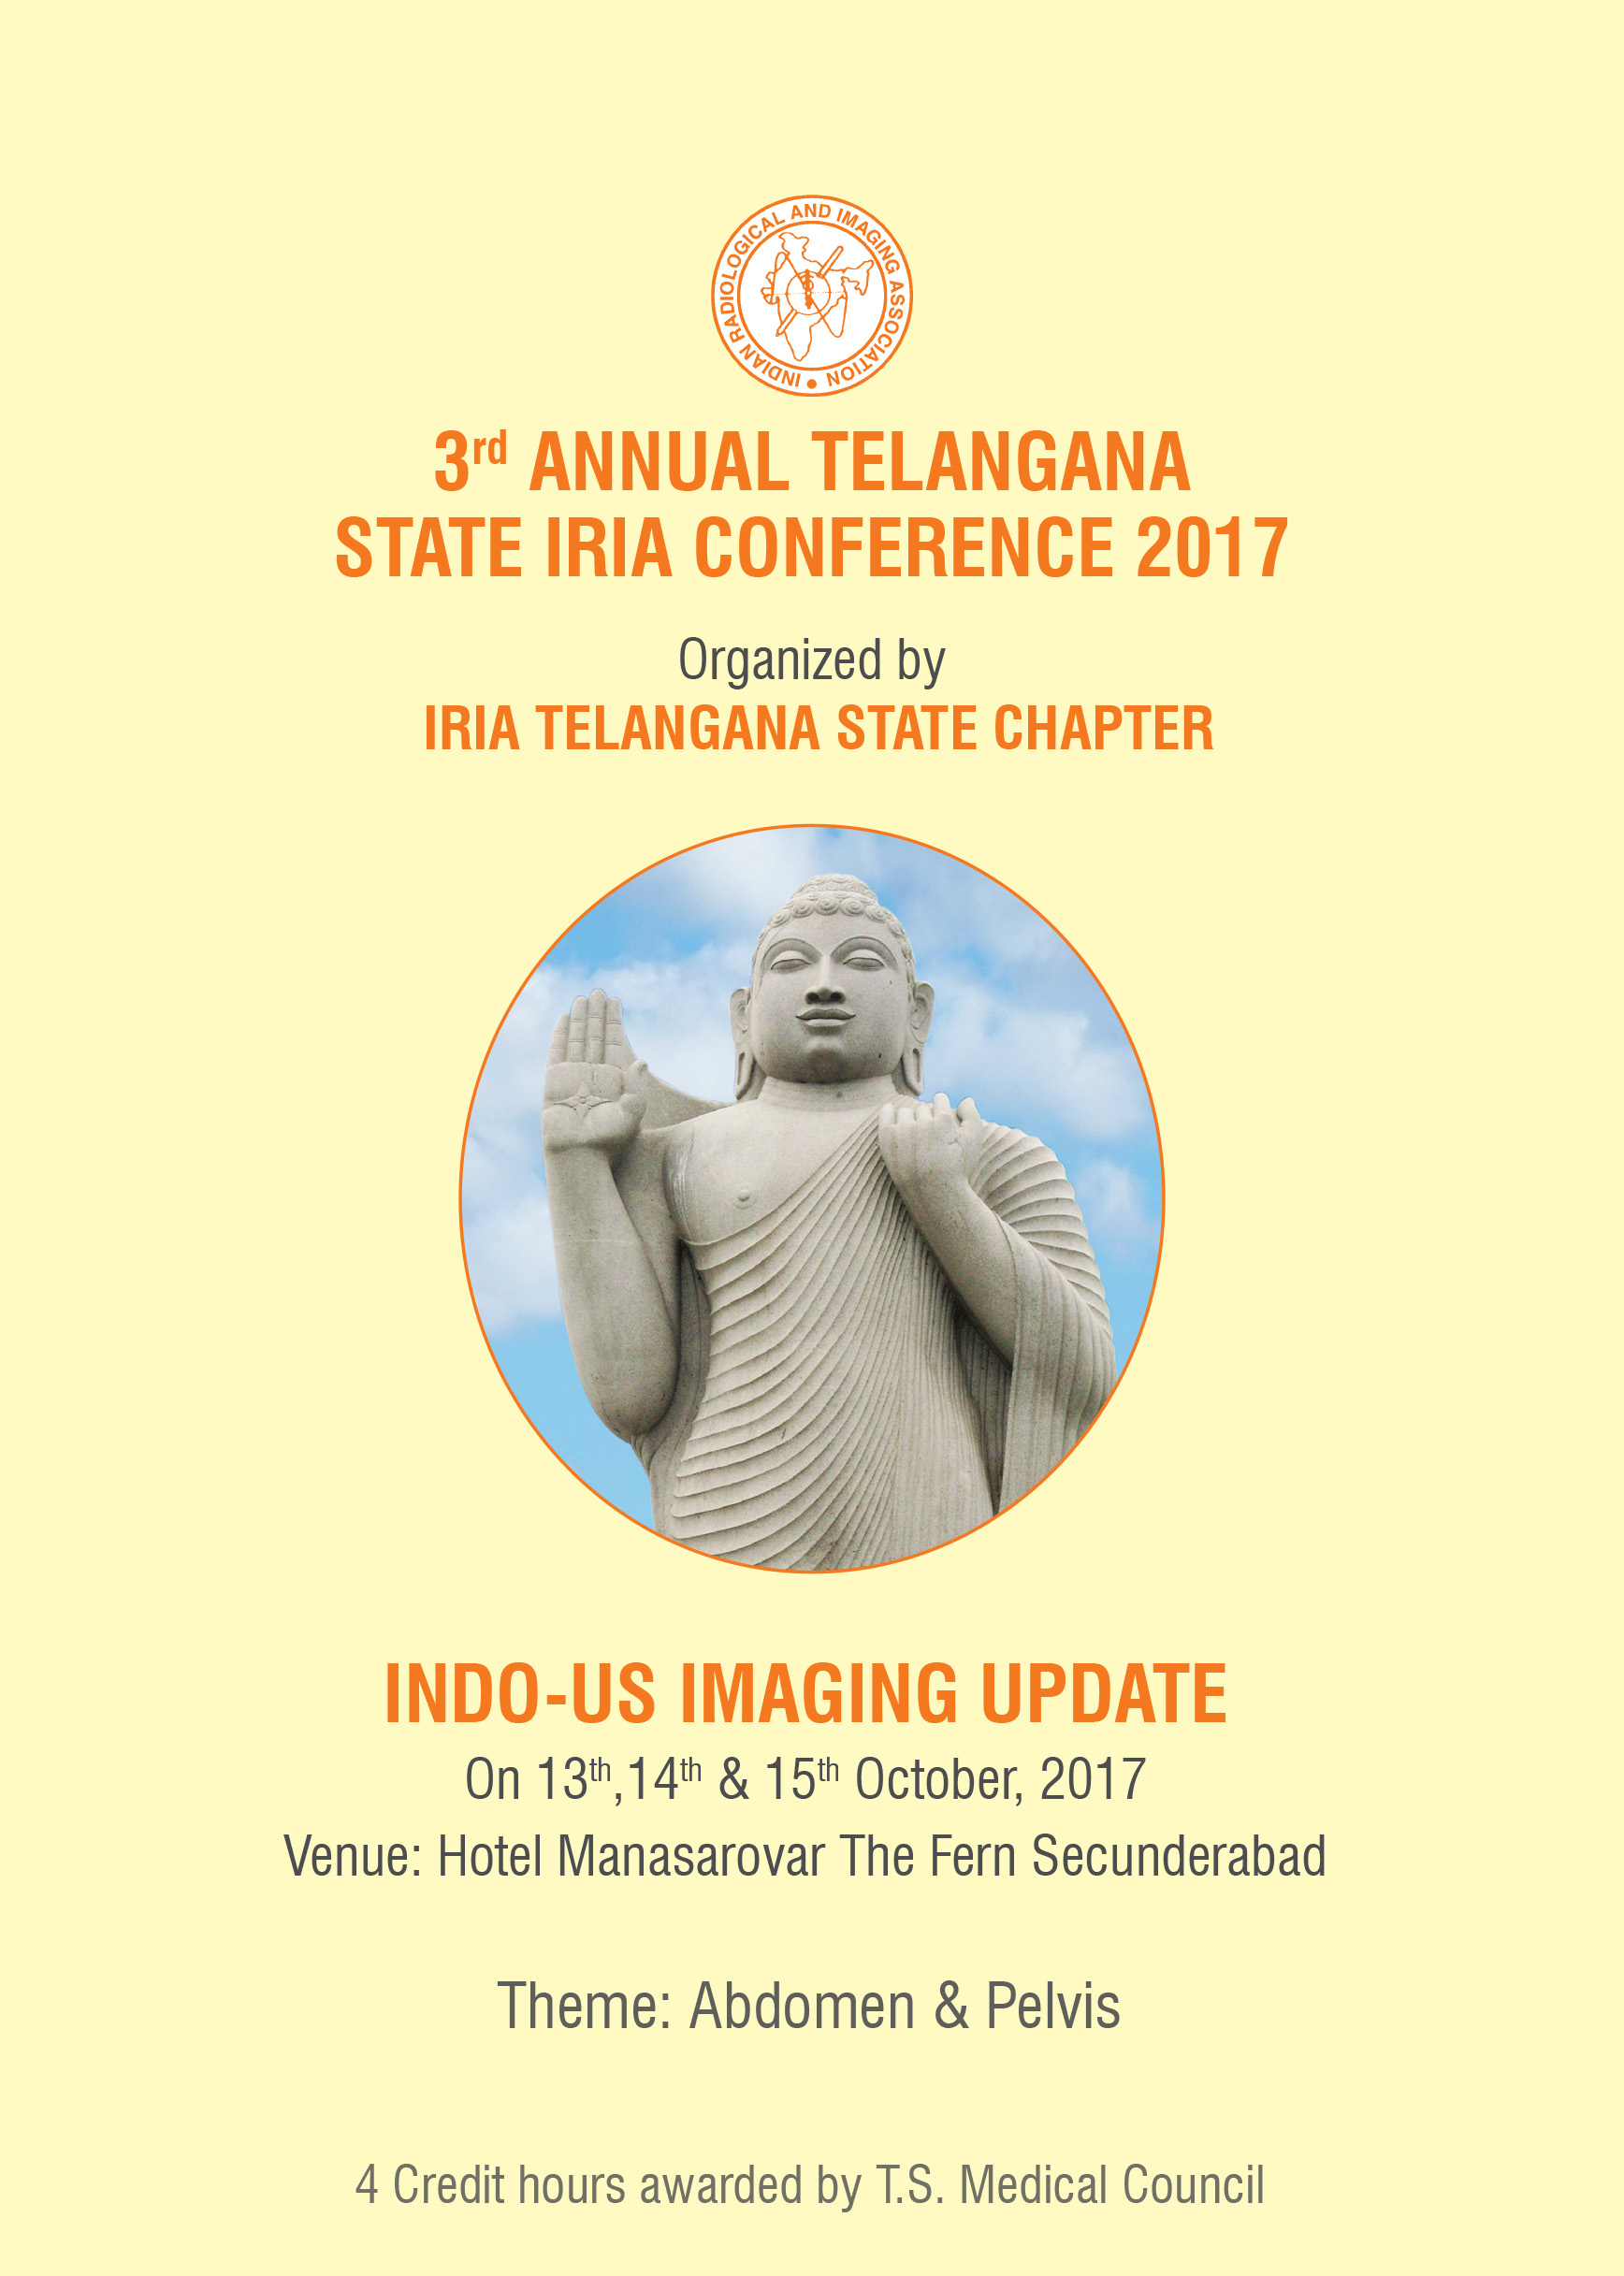 INDIAN RADIOLOGICAL AND IMAGING ASSOCIATION
3rd ANNUAL TELANGANA
STATE IRIA CONFERENCE 2017
Organized by
IRIA TELANGANA STATE CHAPTER
INDO-US IMAGING UPDATE
On 13th,14th & 15th October, 2017
Venue: Hotel Manasarovar The Fern Secunderabad
Theme: Abdomen & Pelvis
4 Credit hours awarded by T.S. Medical Council